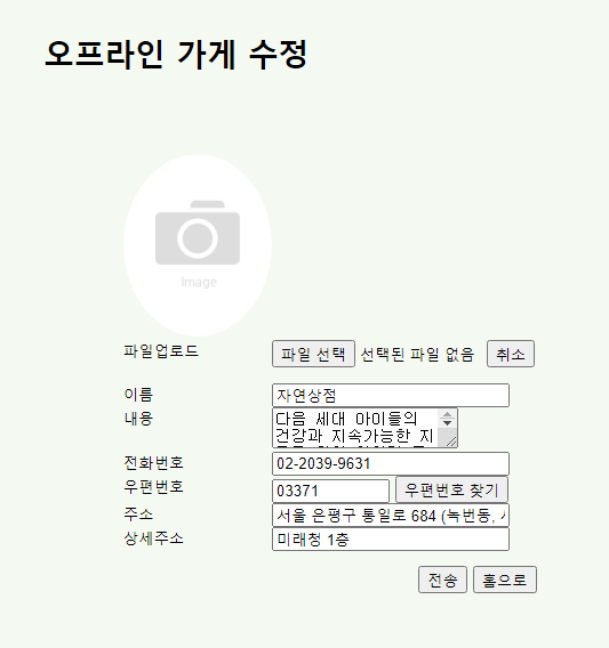 오프라인 가게 수정
Image
파일업로드 파일 선택 선택된 파일 없음 취소
이름 자연상점
내용 다음 세대 아이들의
건강과 지속가능한 지
전화번호 02-2039-9631
우편번호 03371 우편번호 찾기
주소 서울 은평구 통일로 684 (녹번동,
상세주소 미래청 1층
전송 홈으로